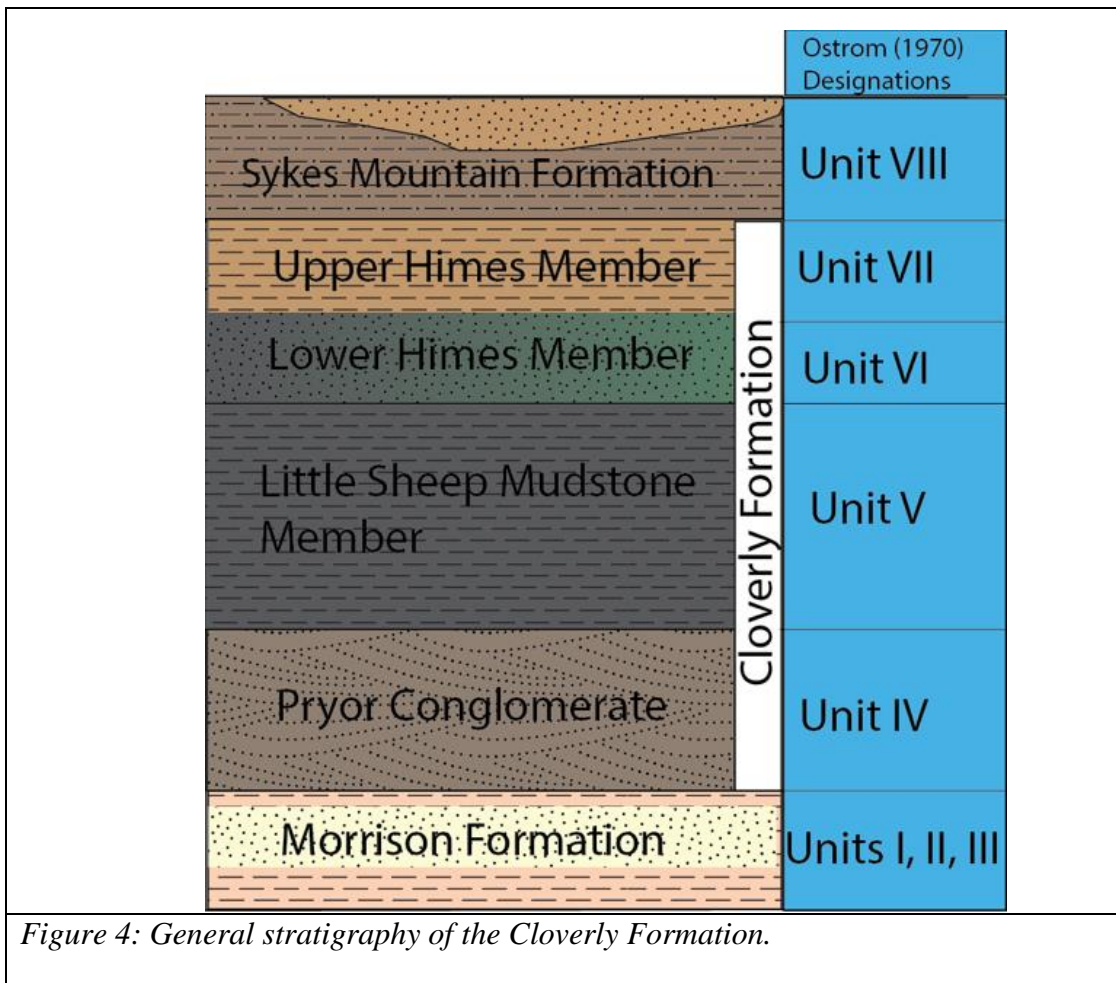 Ostrom (1970)
Designations
Sykes Mountain Formation
Unit VIII
Upper Himes Member
Unit VII
Lower Himes Member
Unit VI
Little Sheep Mudstone
Member
Unit V
Cloverly Formation
Pryor Conglomerate
Unit IV
Morrison Formation
Units I, II, III
Figure 4: General stratigraphy of the Cloverly Formation.